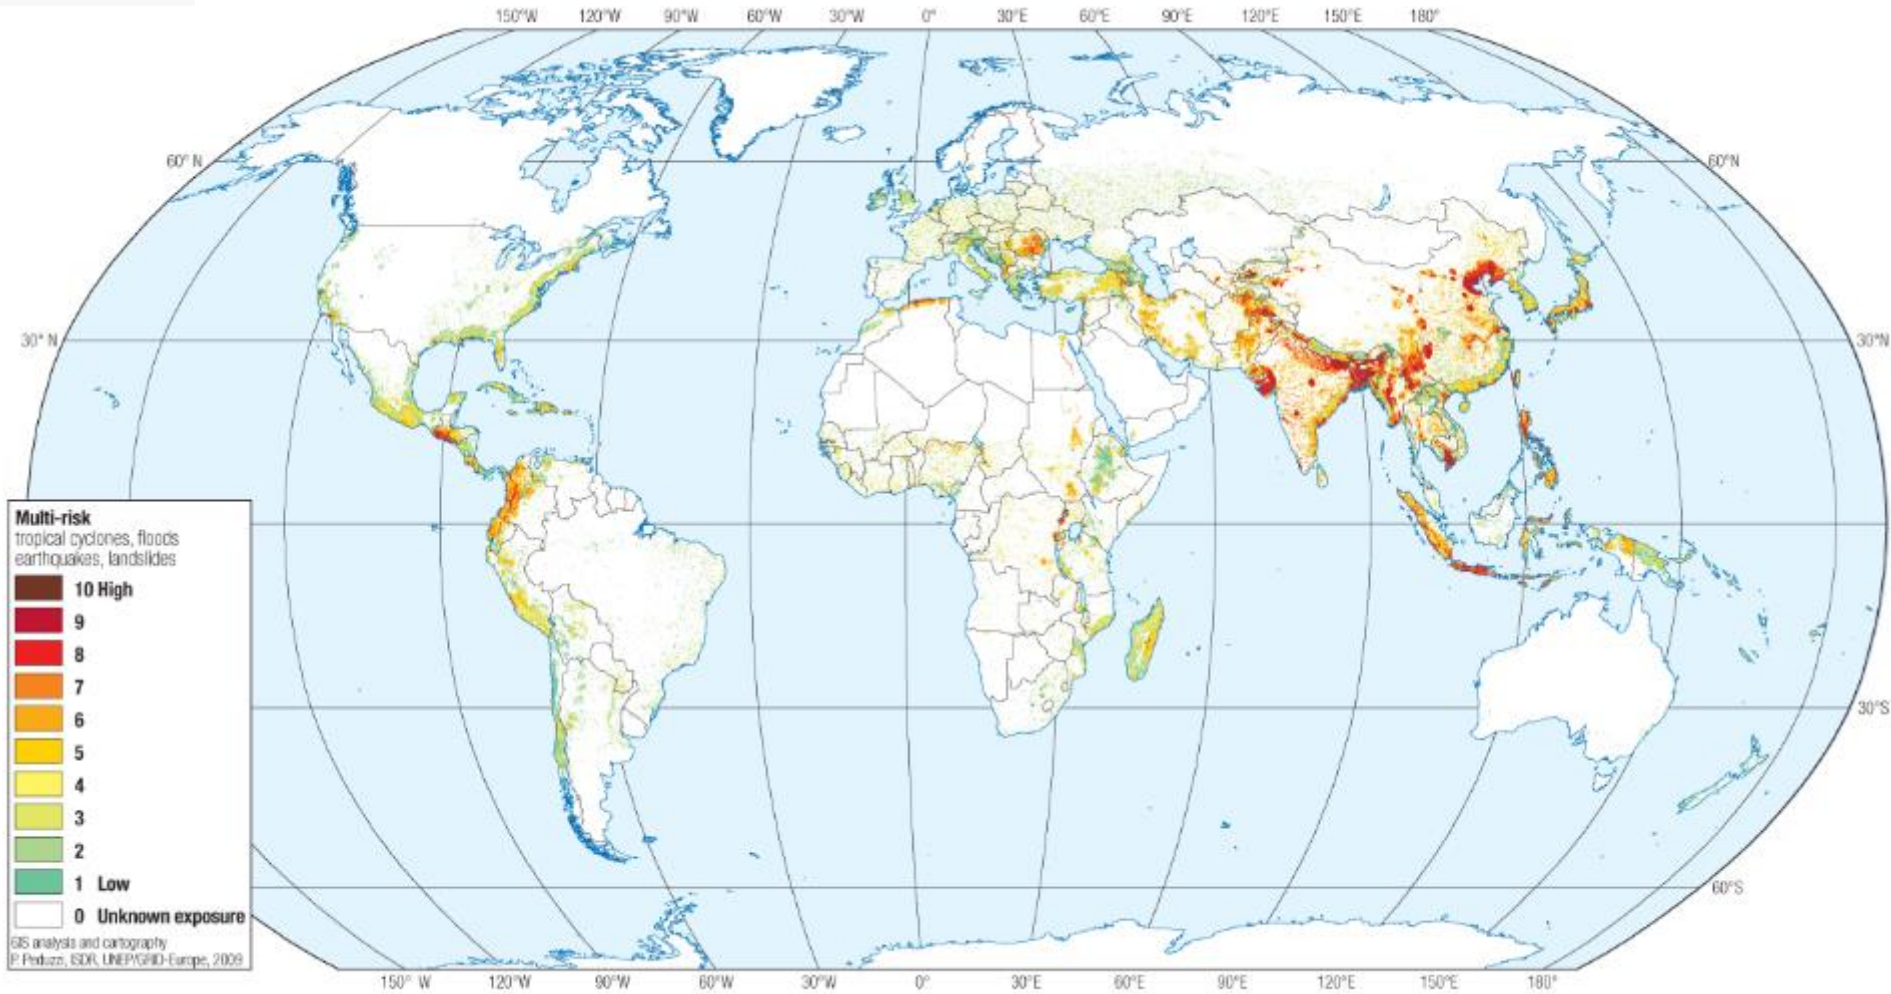 150°W 120°W 90°W 60°W 30°W 0° 30°E 60°E 90°E 120°E 150°E 180°
60° N 60°N
30° N 30°N
Multi-risk
tropical cyclones, floods
earthquakes, landslides
10 High
9
8
7
6
5
4
3
2
1 Low
0 Unknown exposure
GIS analysis and cartography
P. Peduzzi, ISDR, UNEP/GRID-Europe, 2009
30°S
60°S
150° W 120°W 90°W 60°W 30°W 0° 30°E 60°E 90°E 120°E 150°E 180°